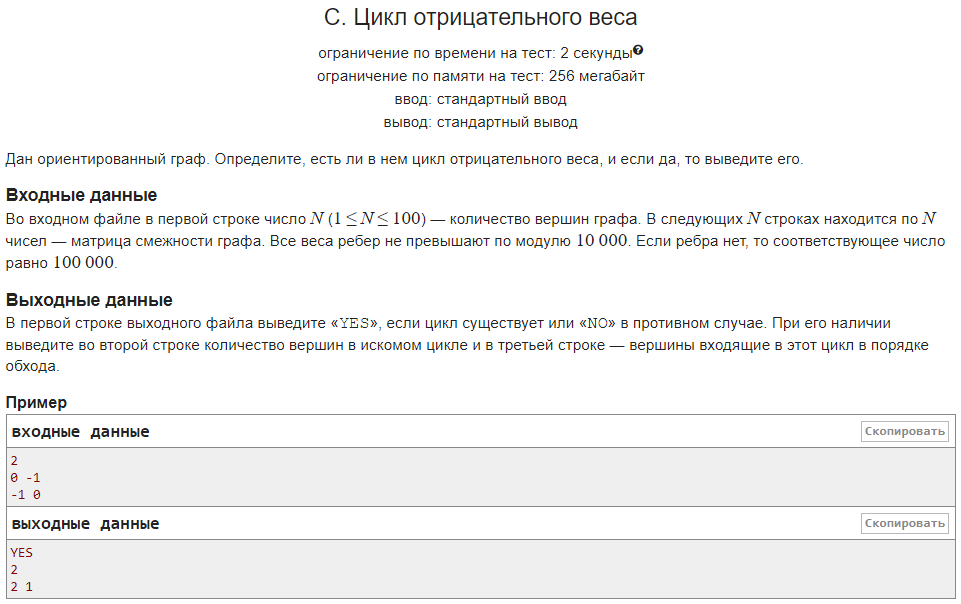 C. Цикл отрицательного веса
ограничение по времени на тест: 2 секунды?
ограничение по памяти на тест: 256 мегабайт
ввод: стандартный ввод
вывод: стандартный вывод
Дан ориентированный граф. Определите, есть ли в нем цикл отрицательного веса, и если да, то выведите его.
Входные данные
Во входном файле в первой строке число N (1 ≤ N ≤ 100) — количество вершин графа. В следующих N строках находится по N
чисел — матрица смежности графа. Все веса ребер не превышают по модулю 10 000. Если ребра нет, то соответствующее число
равно 100 000.
Выходные данные
В первой строке выходного файла выведите «YES», если цикл существует или «NO» в противном случае. При его наличии
выведите во второй строке количество вершин в искомом цикле и в третьей строке — вершины входящие в этот цикл в порядке
обхода.
Пример
входные данные Скопировать
2
0 -1
-1 0
выходные данные Скопировать
YES
2
2 1